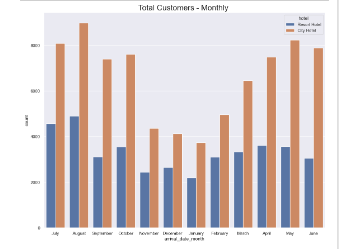 Total Customers - Monthly
hotel
Resort Hotel
City Hotel
8000
6000
4000
2000
0
count
July August September October November December January February March April May June
arrival_date_month